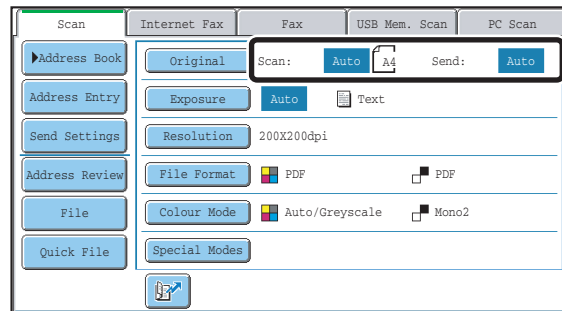 Scan Internet Fax Fax USB Mem. Scan PC Scan
Address Book Original Scan: Auto A4 Send: Auto
Address Entry Exposure Auto Text
Send Settings Resolution 200X200dpi
Address Review File Format PDF PDF
File Colour Mode Auto/Greyscale Mono2
Quick File Special Modes